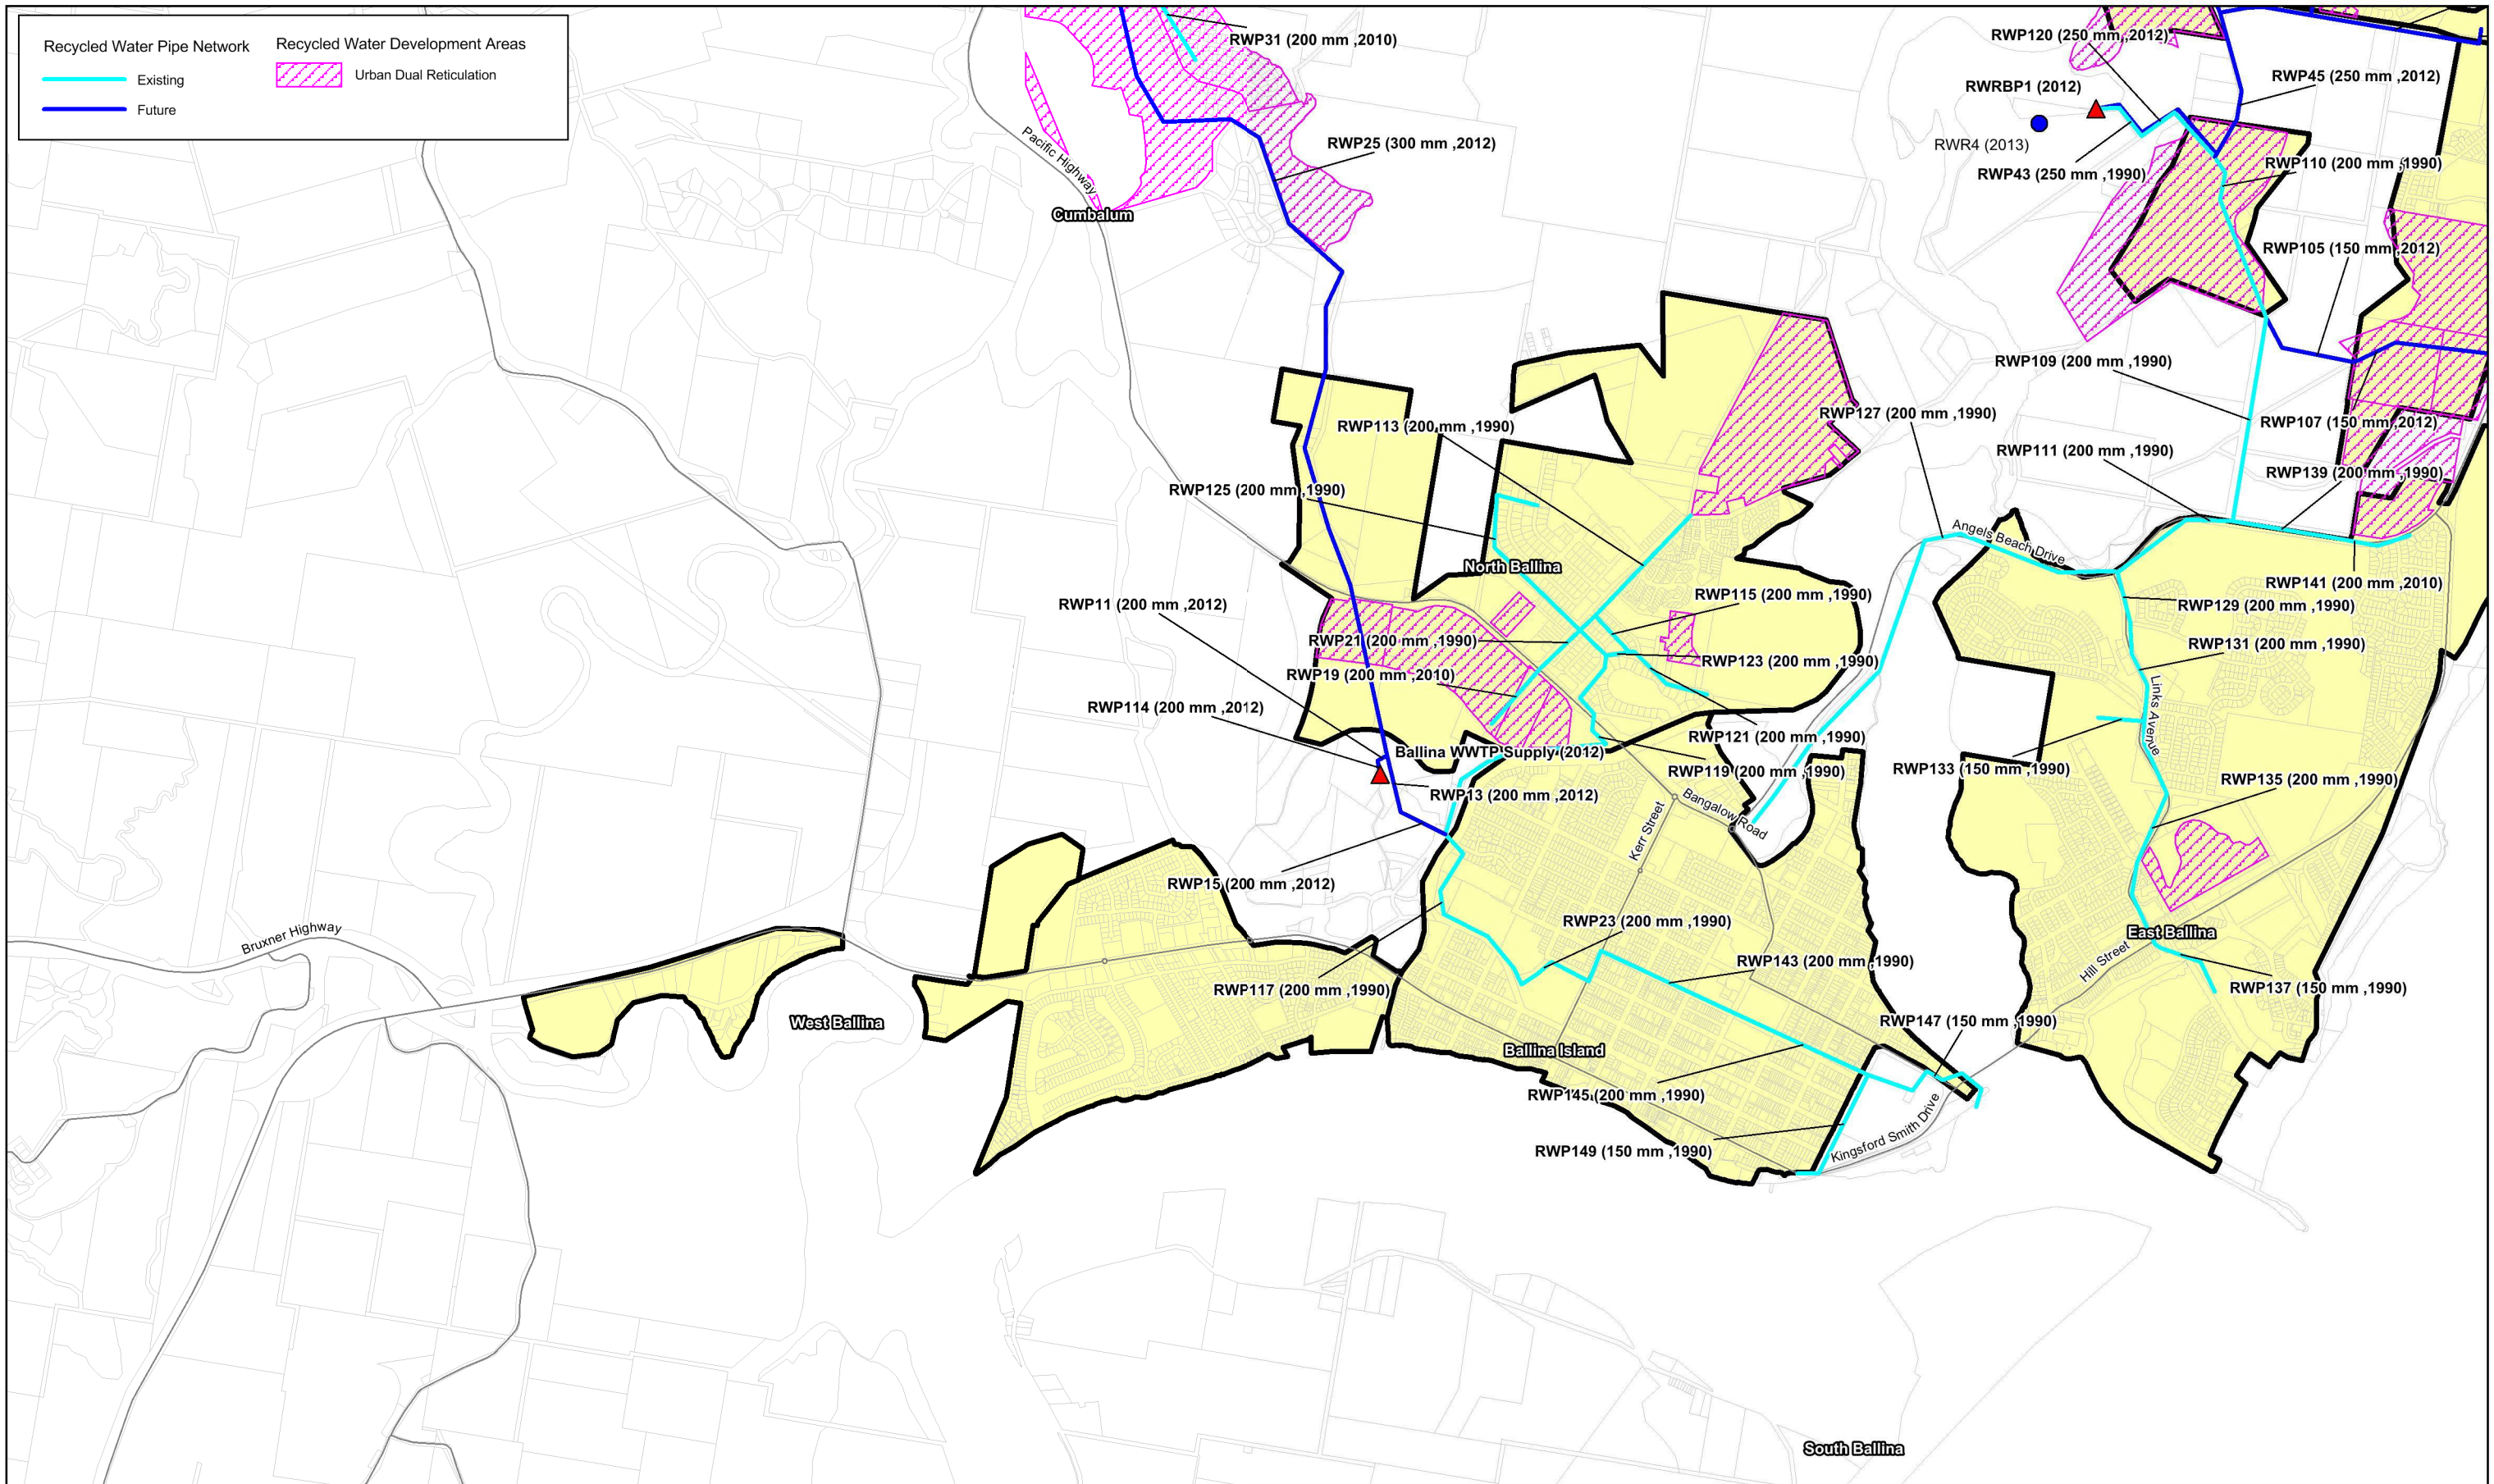 Recycled Water Pipe Network
Existing
Future
Recycled Water Development Areas
Urban Dual Reticulation
RWP31 (200 mm ,2010)
RWP120 (250 mm ,2012)
RWRBP1 (2012)
RWP45 (250 mm ,2012)
RWP25 (300 mm ,2012)
RWR4 (2013)
RWP43 (250 mm ,1990)
RWP110 (200 mm ,1990)
Pacific Highway
Cumbalum
RWP105 (150 mm ,2012)
RWP109 (200 mm ,1990)
RWP127 (200 mm ,1990)
RWP113 (200 mm ,1990)
RWP107 (150 mm ,2012)
RWP111 (200 mm ,1990)
RWP139 (200 mm ,1990)
RWP125 (200 mm ,1990)
Angels Beach Drive
North Ballina
RWP141 (200 mm ,2010)
RWP115 (200 mm ,1990)
RWP11 (200 mm ,2012)
RWP129 (200 mm ,1990)
RWP21 (200 mm ,1990)
RWP131 (200 mm ,1990)
RWP123 (200 mm ,1990)
RWP19 (200 mm ,2010)
Links Avenue
RWP114 (200 mm ,2012)
RWP121 (200 mm ,1990)
Ballina WWTP Supply (2012)
RWP119 (200 mm ,1990)
RWP133 (150 mm ,1990)
RWP135 (200 mm ,1990)
RWP13 (200 mm ,2012)
Bangalow Road
Kerr Street
RWP15 (200 mm ,2012)
RWP23 (200 mm ,1990)
Bruxner Highway
East Ballina
Hill Street
RWP143 (200 mm ,1990)
RWP117 (200 mm ,1990)
RWP137 (150 mm ,1990)
West Ballina
RWP147 (150 mm ,1990)
Ballina Island
RWP145 (200 mm ,1990)
Kingsford Smith Drive
RWP149 (150 mm ,1990)
South Ballina